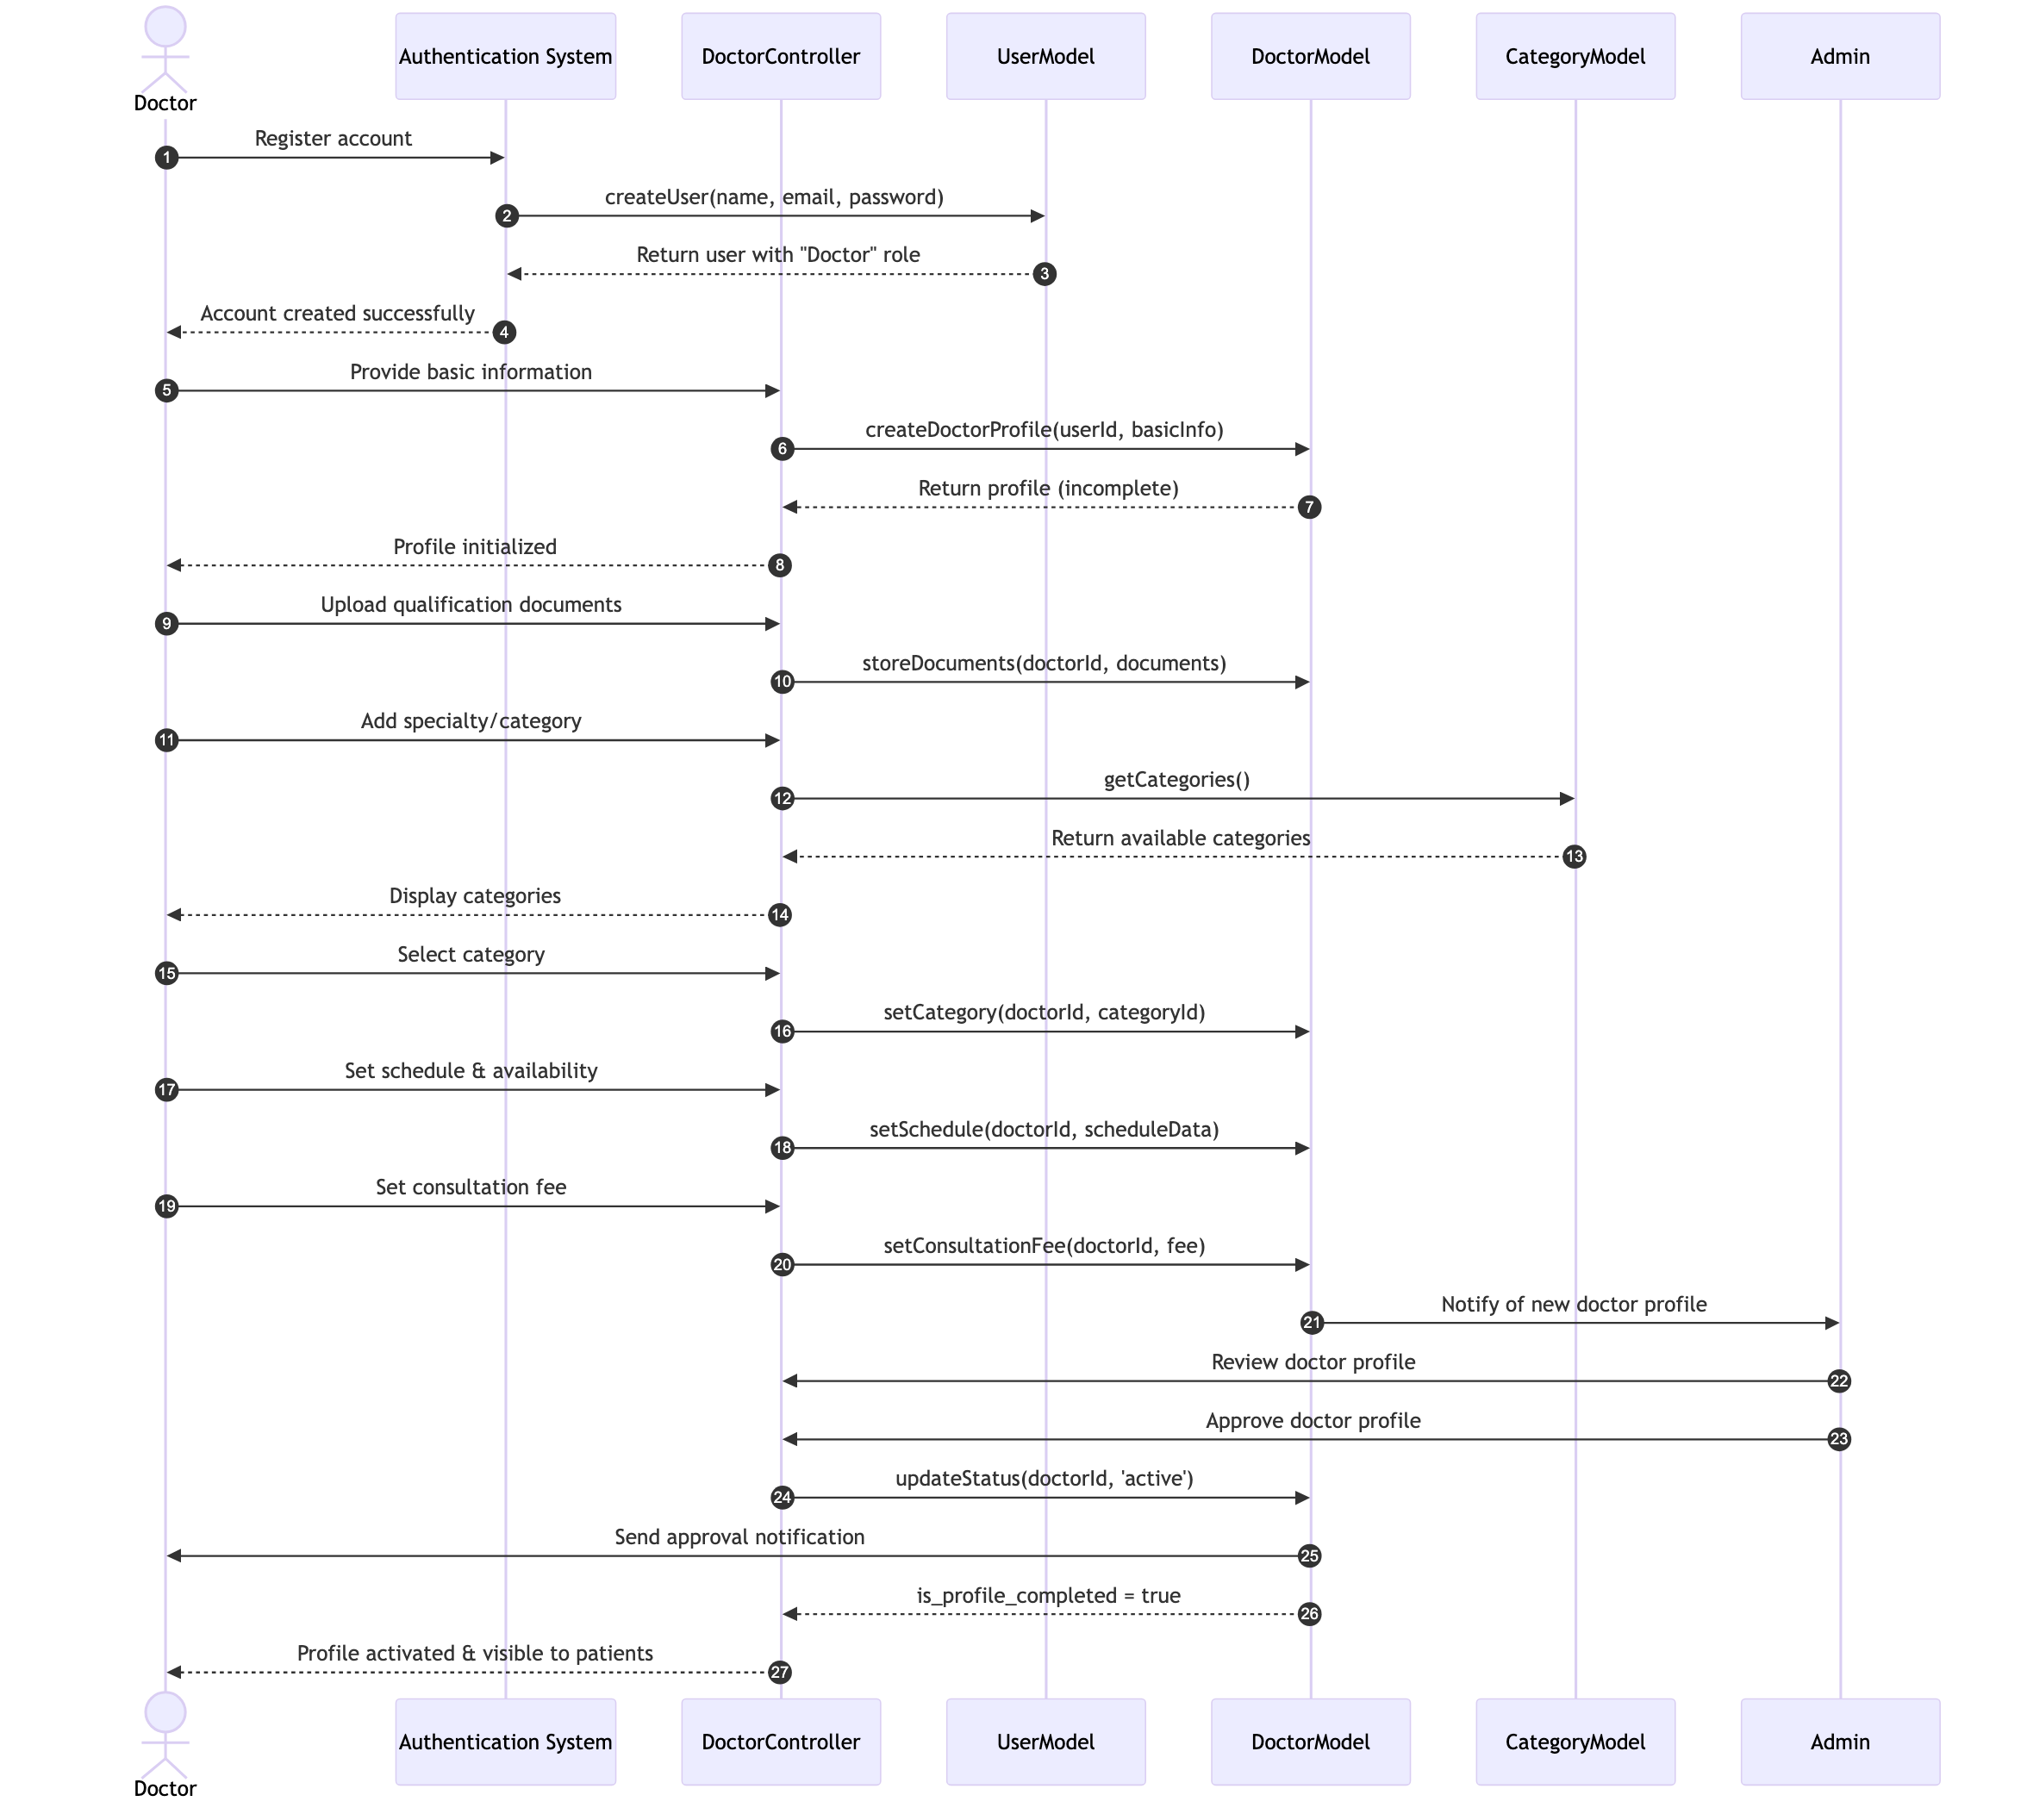 Doctor
Authentication System
DoctorController
UserModel
DoctorModel
CategoryModel
Admin
Register account
1
createUser(name, email, password)
2
Return user with "Doctor" role
3
Account created successfully
4
Provide basic information
5
createDoctorProfile(userId, basicInfo)
6
Return profile (incomplete)
7
Profile initialized
8
Upload qualification documents
9
storeDocuments(doctorId, documents)
10
Add specialty/category
11
getCategories()
12
Return available categories
13
Display categories
14
Select category
15
setCategory(doctorId, categoryId)
16
Set schedule & availability
17
setSchedule(doctorId, scheduleData)
18
Set consultation fee
19
setConsultationFee(doctorId, fee)
20
Notify of new doctor profile
21
Review doctor profile
22
Approve doctor profile
23
updateStatus(doctorId, 'active')
24
Send approval notification
25
is_profile_completed = true
26
Profile activated & visible to patients
27
Doctor
Authentication System
DoctorController
UserModel
DoctorModel
CategoryModel
Admin